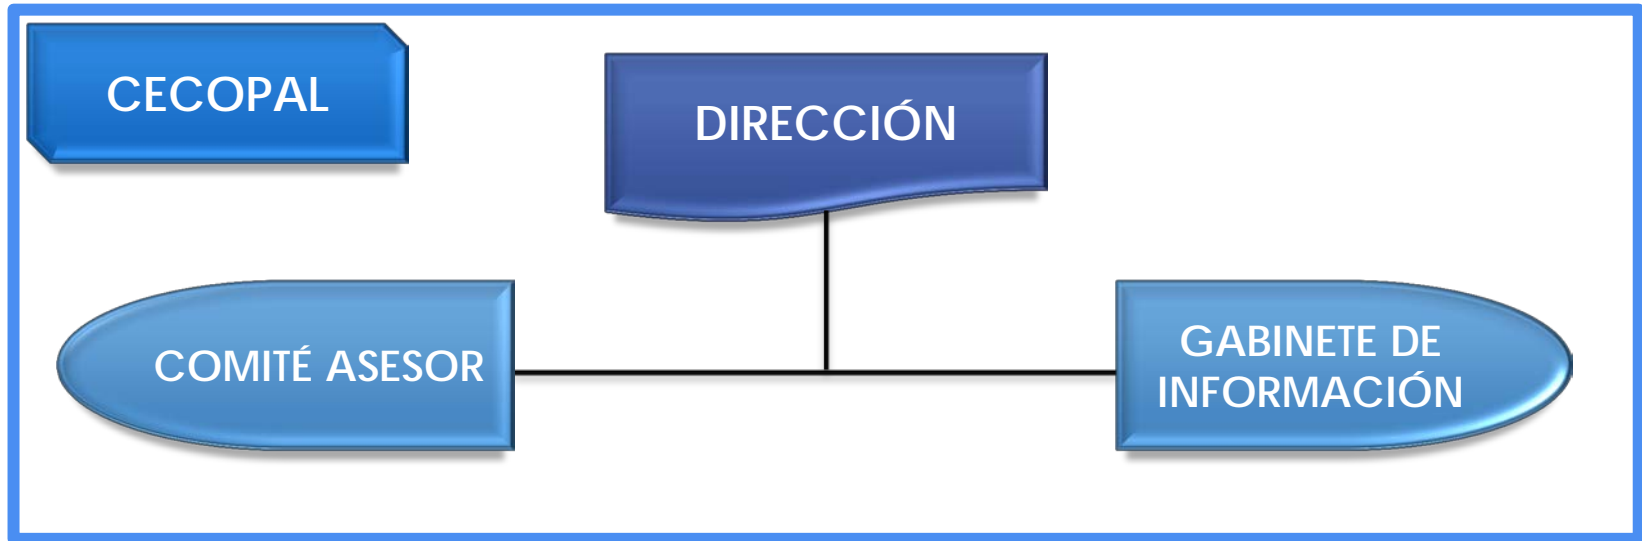 CECOPAL
DIRECCIÓN
COMITÉ ASESOR
GABINETE DE
INFORMACIÓN